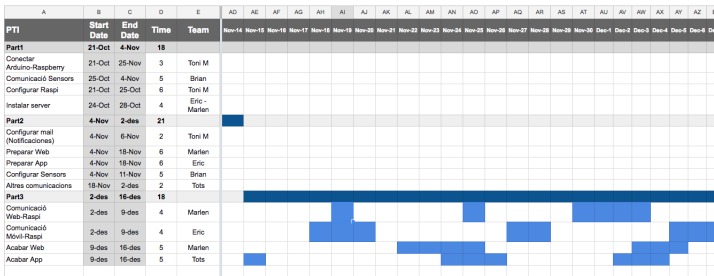 A B C D E AD AE AF AG AH AI AJ AK AL AM AN AO AP AQ AR AS AT AU AV AW AX AY AZ
PTI Start Date End Date Time Team Nov-14 Nov-15 Nov-16 Nov-17 Nov-18 Nov-19 Nov-20 Nov-21 Nov-22 Nov-23 Nov-24 Nov-25 Nov-26 Nov-27 Nov-28 Nov-29 Nov-30 Dec-1 Dec-2 Dec-3 Dec-4 Dec-5 Dec-6
Part1 21-Oct 4-Nov 18
Conectar
Arduino-Raspberry 21-Oct 25-Nov 3 Toni M
Comunicació Sensors 25-Oct 4-Nov 5 Brian
Configurar Raspi 21-Oct 25-Oct 6 Toni M
Instalar server 24-Oct 28-Oct 4 Eric - Marlen
Part2 4-Nov 2-des 21
Configurar mail
(Notificaciones) 4-Nov 6-Nov 2 Toni M
Preparar Web 4-Nov 18-Nov 6 Marlen
Preparar App 4-Nov 18-Nov 6 Eric
Configurar Sensors 4-Nov 11-Nov 5 Brian
Altres comunicacions 18-Nov 2-des 2 Tots
Part3 2-des 16-des 18
Comunicació
Web-Raspi 2-des 9-des 4 Marlen
Comunicació
Móvil-Raspi 2-des 9-des 4 Eric
Acabar Web 9-des 16-des 5 Marlen
Acabar App 9-des 16-des 5 Tots